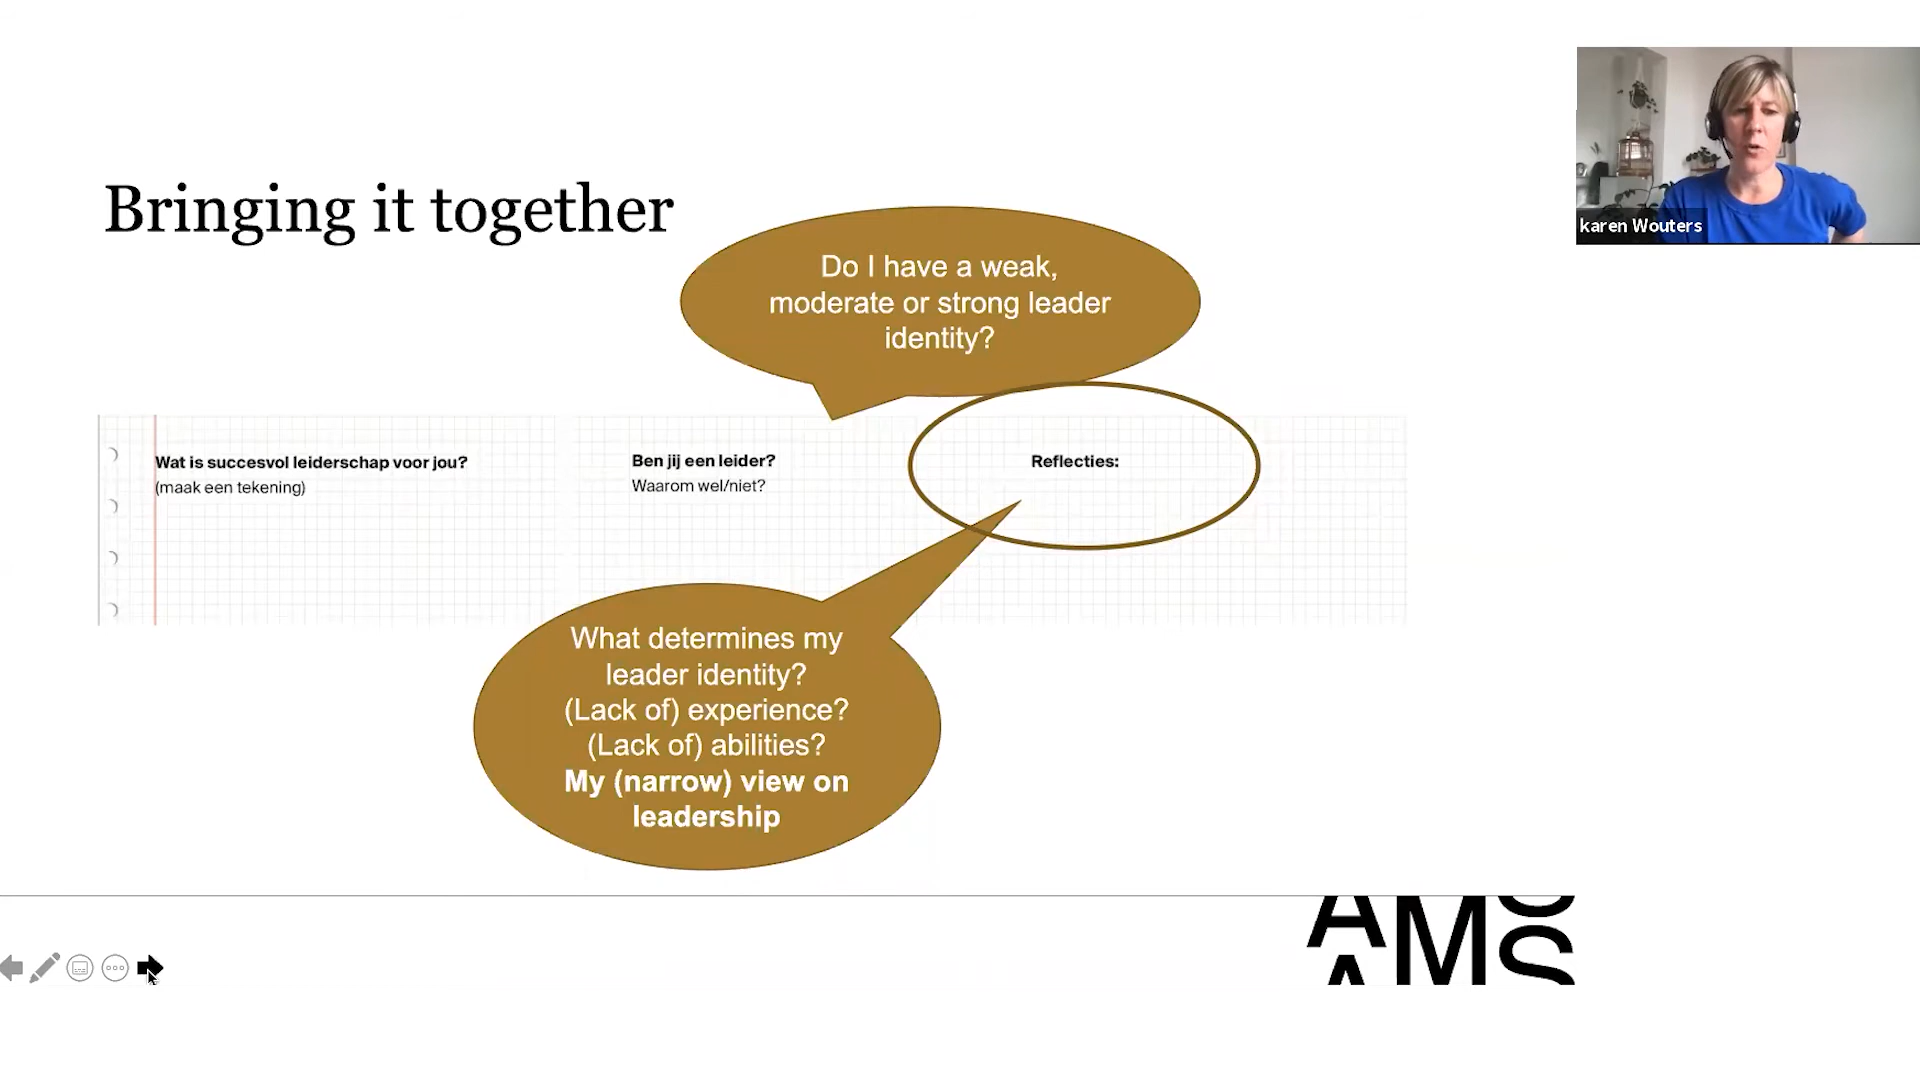 Bringing it together
karen Wouters
Do I have a weak,
moderate or strong leader
identity?
Wat is succesvol leiderschap voor jou?
(maak een tekening)
Ben jij een leider?
Waarom wel/niet?
Reflecties:
What determines my
leader identity?
(Lack of) experience?
(Lack of) abilities?
My (narrow) view on
leadership
AMS